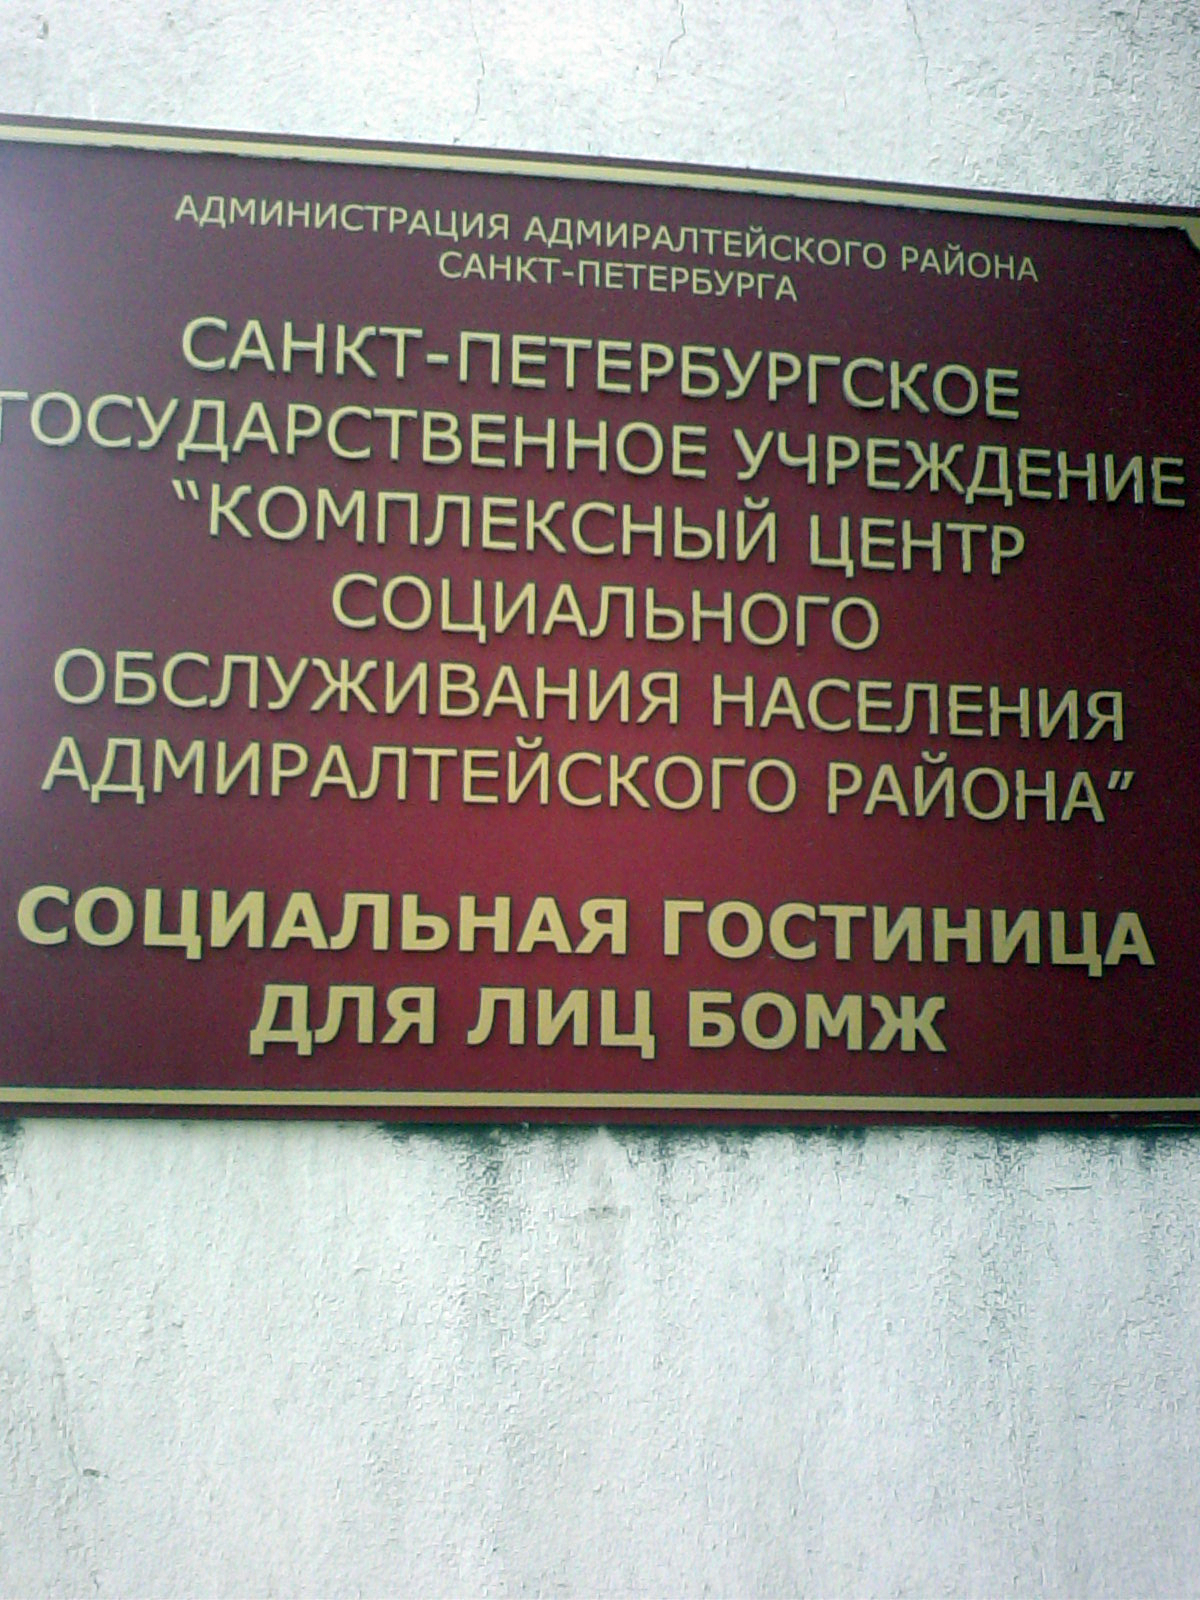 АДМИНИСТРАЦИЯ АДМИРАЛТЕЙСКОГО РАЙОНА
САНКТ-ПЕТЕРБУРГА
САНКТ-ПЕТЕРБУРГСКОЕ
ГОСУДАРСТВЕННОЕ УЧРЕЖДЕНИЕ
“КОМПЛЕКСНЫЙ ЦЕНТР
СОЦИАЛЬНОГО
ОБСЛУЖИВАНИЯ НАСЕЛЕНИЯ
АДМИРАЛТЕЙСКОГО РАЙОНА”
СОЦИАЛЬНАЯ ГОСТИНИЦА
ДЛЯ ЛИЦ БОМЖ